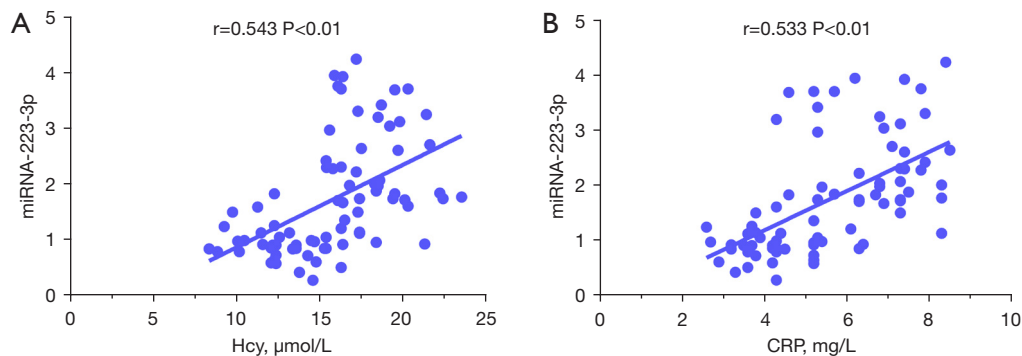 A
r=0.543 P<0.01
miRNA-223-3p
5
4
3
2
1
0
0 5 10 15 20 25
Hcy, μmol/L
B
r=0.533 P<0.01
miRNA-223-3p
5
4
3
2
1
0
0 2 4 6 8 10
CRP, mg/L